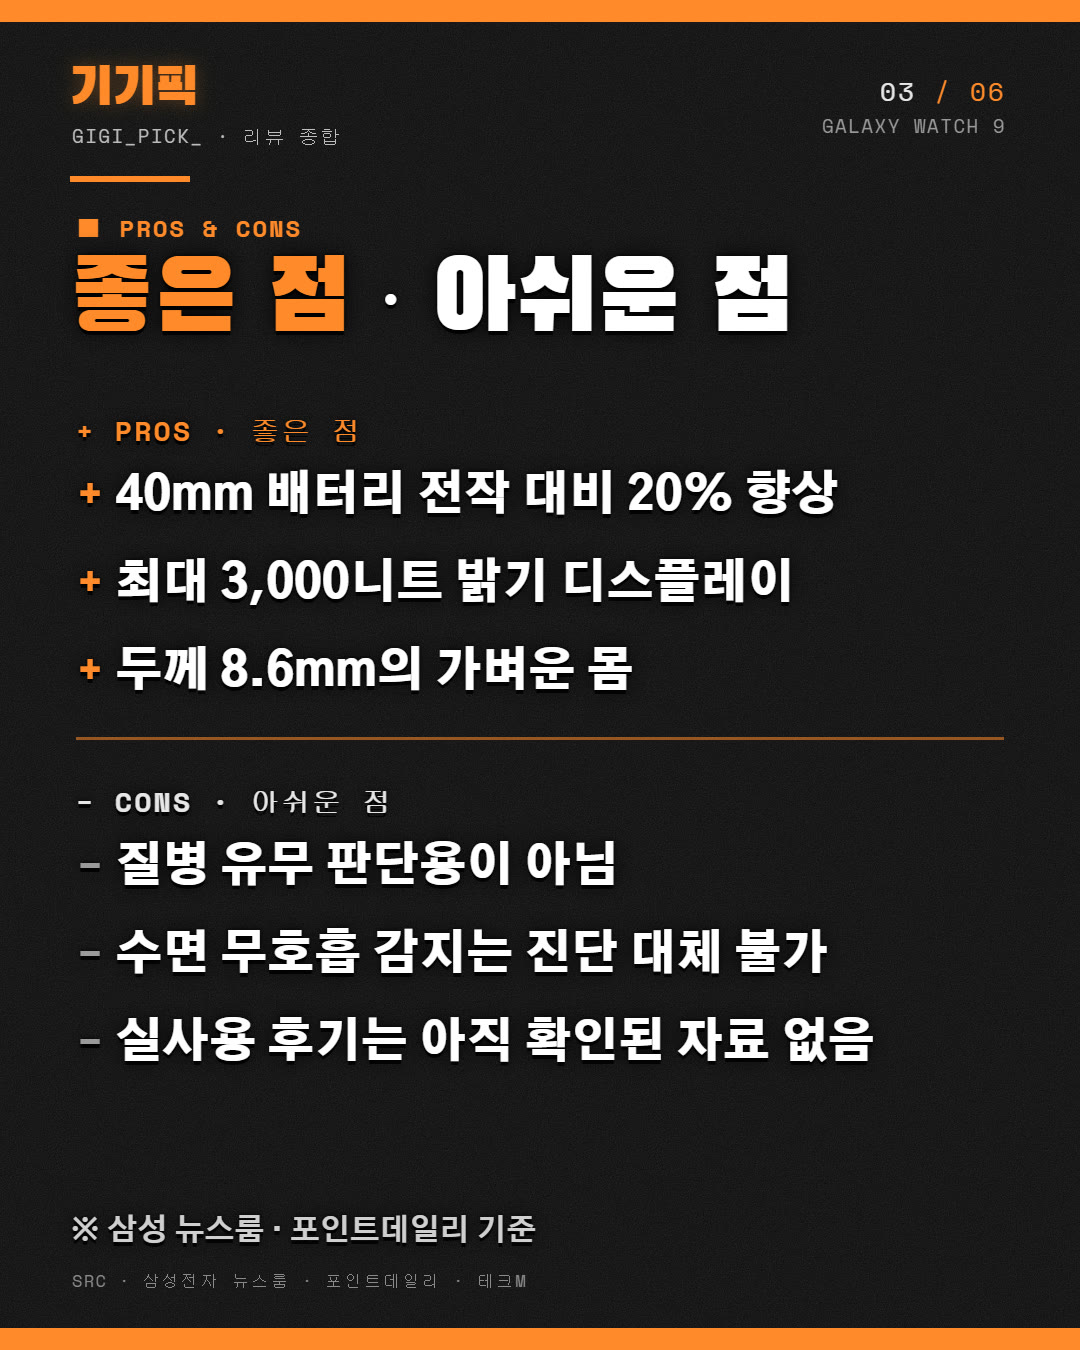 기기픽
GIGI_PICK_ · 리뷰 종합
03 / 06
GALAXY WATCH 9
■ PROS & CONS
좋은 점 · 아쉬운 점
+ PROS · 좋은 점
+ 40mm 배터리 전작 대비 20% 향상
+ 최대 3,000니트 밝기 디스플레이
+ 두께 8.6mm의 가벼운 몸
- CONS · 아쉬운 점
- 질병 유무 판단용이 아님
- 수면 무호흡 감지는 진단 대체 불가
- 실사용 후기는 아직 확인된 자료 없음
※ 삼성 뉴스룸 · 포인트데일리 기준
SRC · 삼성전자 뉴스룸 · 포인트데일리 · 테크M